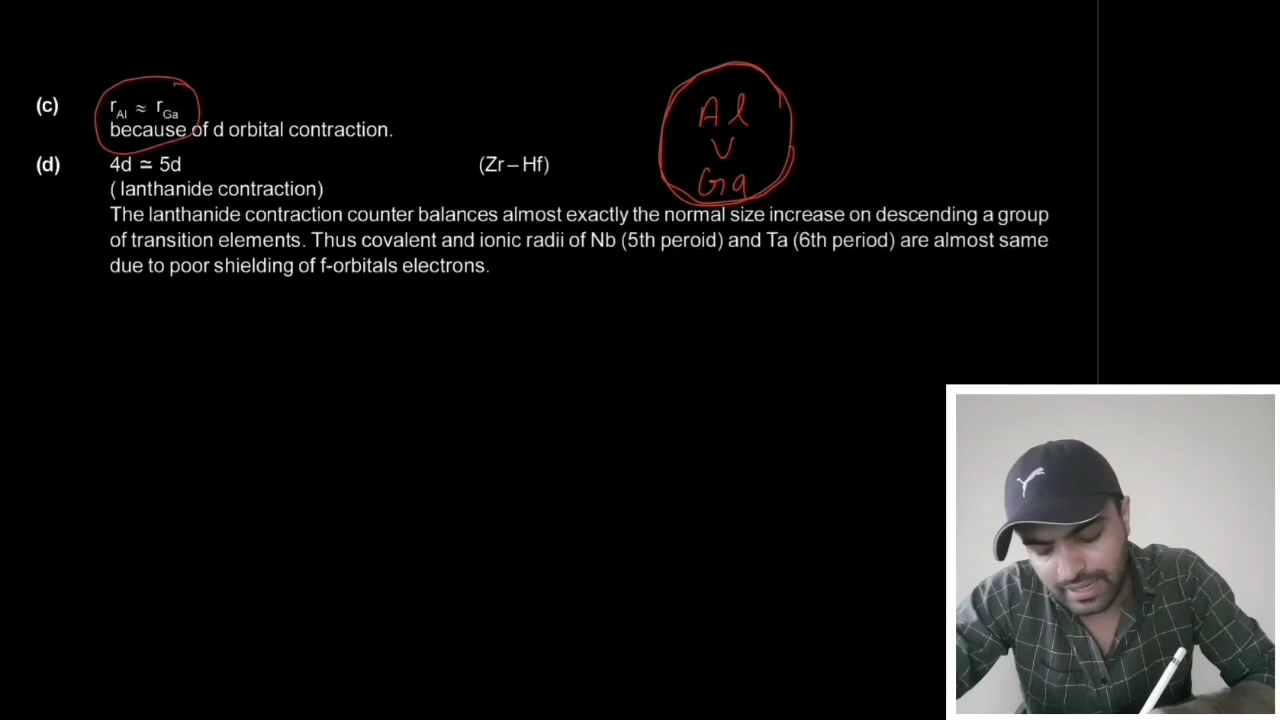 (c) r_Al ≈ r_Ga
because of d orbital contraction.
(d) 4d ≃ 5d (Zr – Hf)
( lanthanide contraction)
The lanthanide contraction counter balances almost exactly the normal size increase on descending a group
of transition elements. Thus covalent and ionic radii of Nb (5th peroid) and Ta (6th period) are almost same
due to poor shielding of f-orbitals electrons.
Al
V
Ga